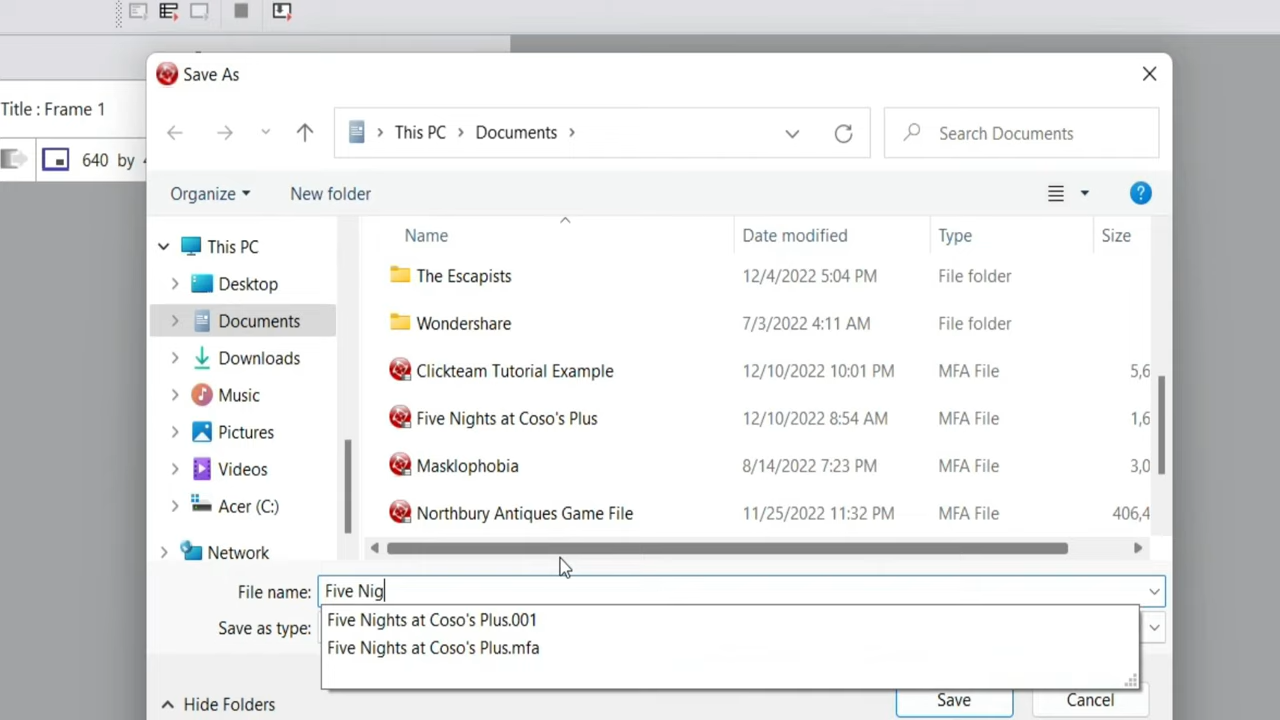 Save As
Title : Frame 1
This PC > Documents >
Search Documents
640 by
Organize
New folder
Name
Date modified
Type
Size
This PC
The Escapists 12/4/2022 5:04 PM File folder
Desktop
Documents
Wondershare 7/3/2022 4:11 AM File folder
Downloads
Clickteam Tutorial Example 12/10/2022 10:01 PM MFA File 5,6
Music
Five Nights at Coso's Plus 12/10/2022 8:54 AM MFA File 1,6
Pictures
Videos
Masklophobia 8/14/2022 7:23 PM MFA File 3,0
Acer (C:)
Northbury Antiques Game File 11/25/2022 11:32 PM MFA File 406,4
Network
File name: Five Nig
Five Nights at Coso's Plus.001
Save as type:
Five Nights at Coso's Plus.mfa
Hide Folders
Save
Cancel